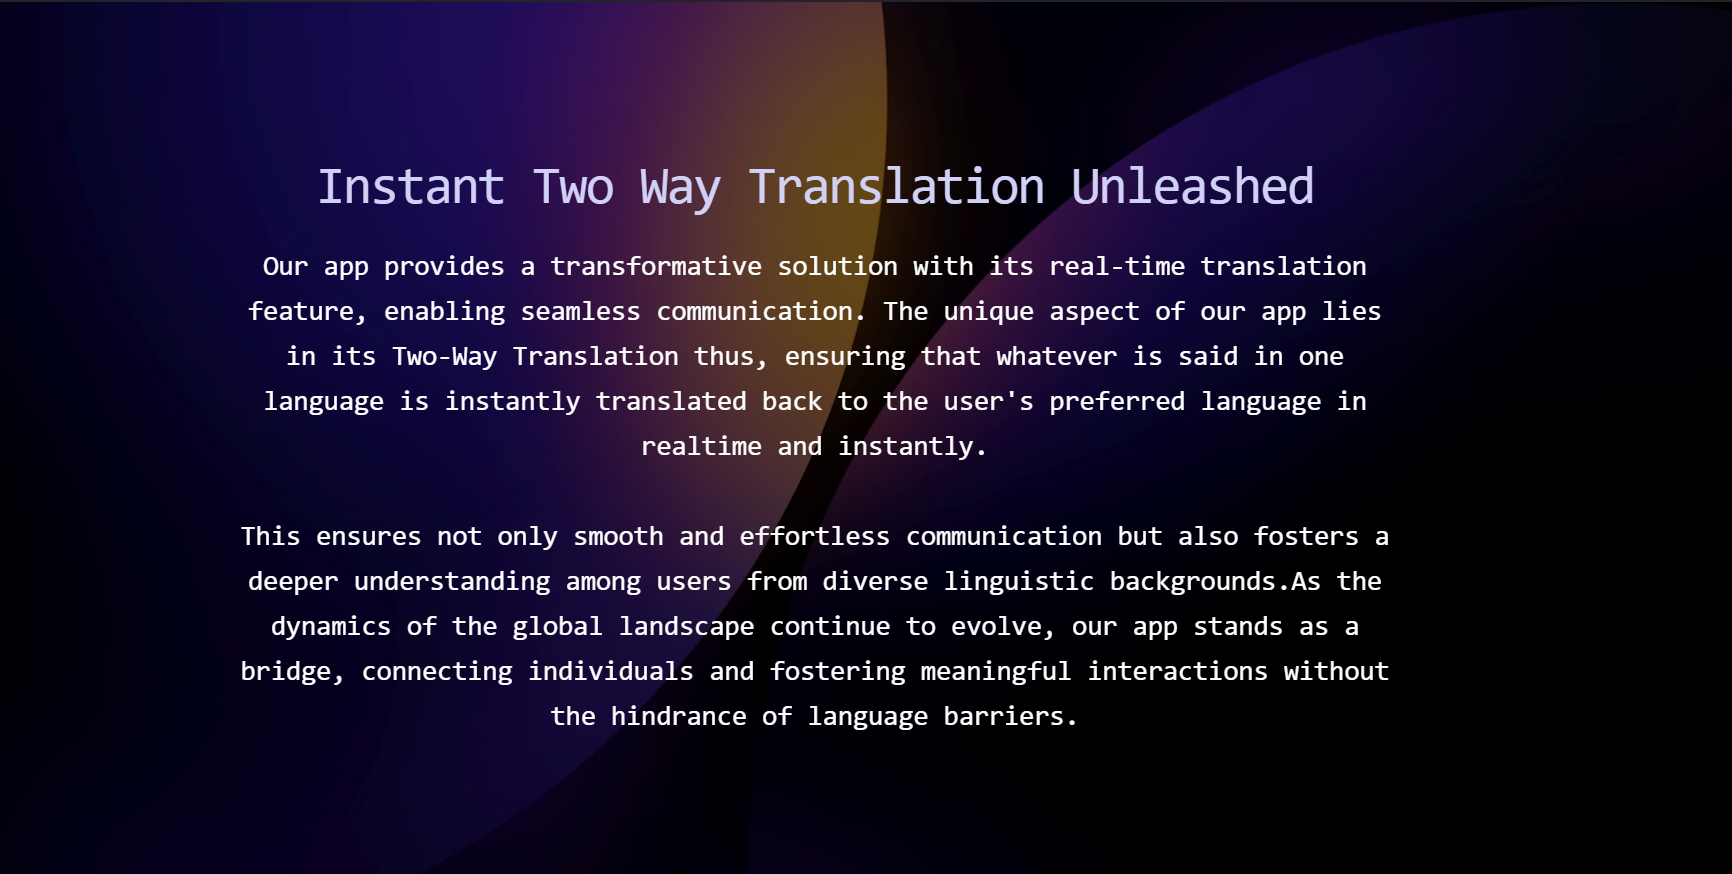 Instant Two Way Translation Unleashed
Our app provides a transformative solution with its real-time translation
feature, enabling seamless communication. The unique aspect of our app lies
in its Two-Way Translation thus, ensuring that whatever is said in one
language is instantly translated back to the user's preferred language in
realtime and instantly.
This ensures not only smooth and effortless communication but also fosters a
deeper understanding among users from diverse linguistic backgrounds.As the
dynamics of the global landscape continue to evolve, our app stands as a
bridge, connecting individuals and fostering meaningful interactions without
the hindrance of language barriers.